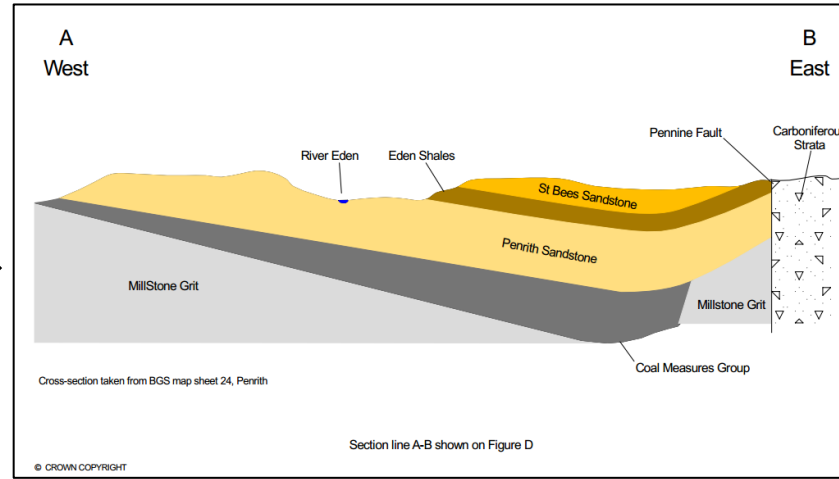 A
West
B
East
Pennine Fault
Carboniferou
Strata
River Eden
Eden Shales
St Bees Sandstone
Penrith Sandstone
MillStone Grit
Millstone Grit
Coal Measures Group
Cross-section taken from BGS map sheet 24, Penrith
Section line A-B shown on Figure D
© CROWN COPYRIGHT